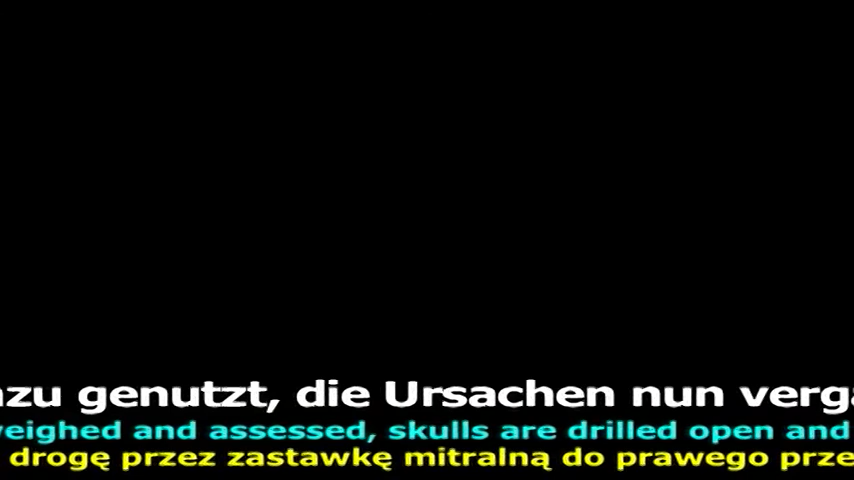 zu genutzt, die Ursachen nun verga
weighed and assessed, skulls are drilled open and
drogę przez zastawkę mitralną do prawego prze